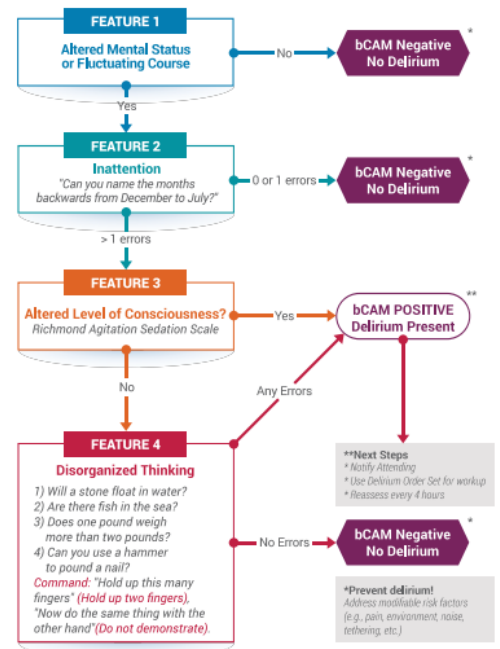 FEATURE 1
Altered Mental Status
or Fluctuating Course
No
bCAM Negative
No Delirium
*
Yes
FEATURE 2
Inattention
"Can you name the months
backwards from December to July?"
0 or 1 errors
bCAM Negative
No Delirium
*
> 1 errors
FEATURE 3
Altered Level of Consciousness?
Richmond Agitation Sedation Scale
Yes
bCAM POSITIVE
Delirium Present
**
No
Any Errors
FEATURE 4
Disorganized Thinking
1) Will a stone float in water?
2) Are there fish in the sea?
3) Does one pound weigh
more than two pounds?
4) Can you use a hammer
to pound a nail?
Command: "Hold up this many
fingers" (Hold up two fingers),
"Now do the same thing with the
other hand"(Do not demonstrate).
**Next Steps
* Notify Attending
* Use Delirium Order Set for workup
* Reassess every 4 hours
No Errors
bCAM Negative
No Delirium
*
*Prevent delirium!
Address modifiable risk factors
(e.g., pain, environment, noise,
tethering, etc.)